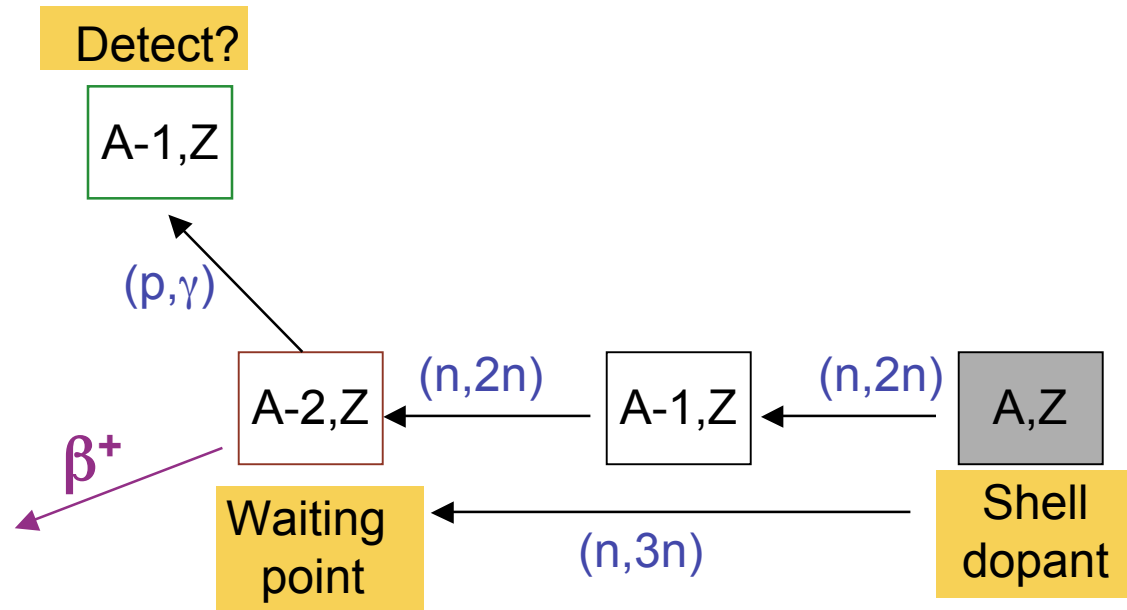 Detect?
A-1,Z
(p,γ)
A-2,Z
(n,2n)
A-1,Z
(n,2n)
A,Z
β+
Waiting
point
(n,3n)
Shell
dopant